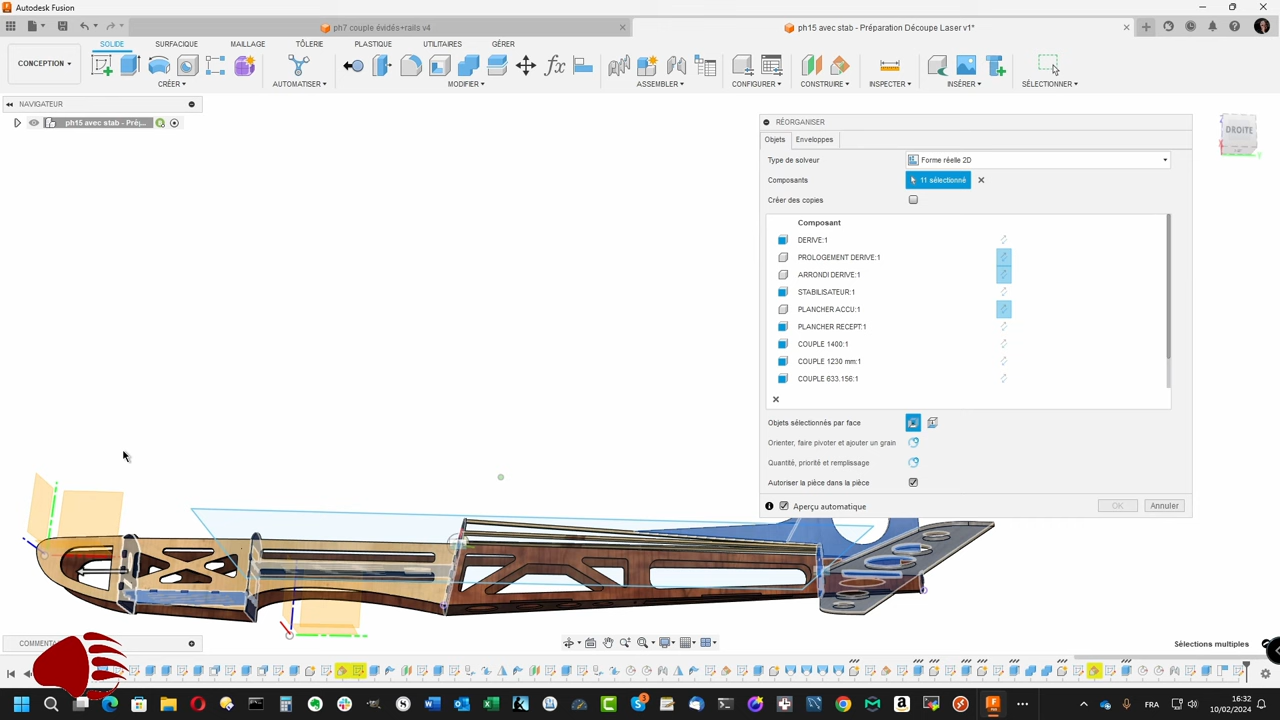 Autodesk Fusion
ph7 couple évidés+rails v4
ph15 avec stab - Préparation Découpe Laser v1*
CONCEPTION
SOLIDE
SURFACIQUE
MAILLAGE
TÔLERIE
PLASTIQUE
UTILITAIRES
GÉRER
CRÉER
AUTOMATISER
MODIFIER
ASSEMBLER
CONFIGURER
CONSTRUIRE
INSPECTER
INSÉRER
SÉLECTIONNER
NAVIGATEUR
ph15 avec stab - Prép...
RÉORGANISER
Objets
Enveloppes
Type de solveur
Forme réelle 2D
Composants
11 sélectionné
Créer des copies
Composant
DERIVE:1
PROLOGEMENT DERIVE:1
ARRONDI DERIVE:1
STABILISATEUR:1
PLANCHER ACCU:1
PLANCHER RECEPT:1
COUPLE 1400:1
COUPLE 1230 mm:1
COUPLE 633.156:1
Objets sélectionnés par face
Orienter, faire pivoter et ajouter un grain
Quantité, priorité et remplissage
Autoriser la pièce dans la pièce
Aperçu automatique
OK
Annuler
DROITE
COMMENTA
Sélections multiples
FRA
16:32
10/02/2024